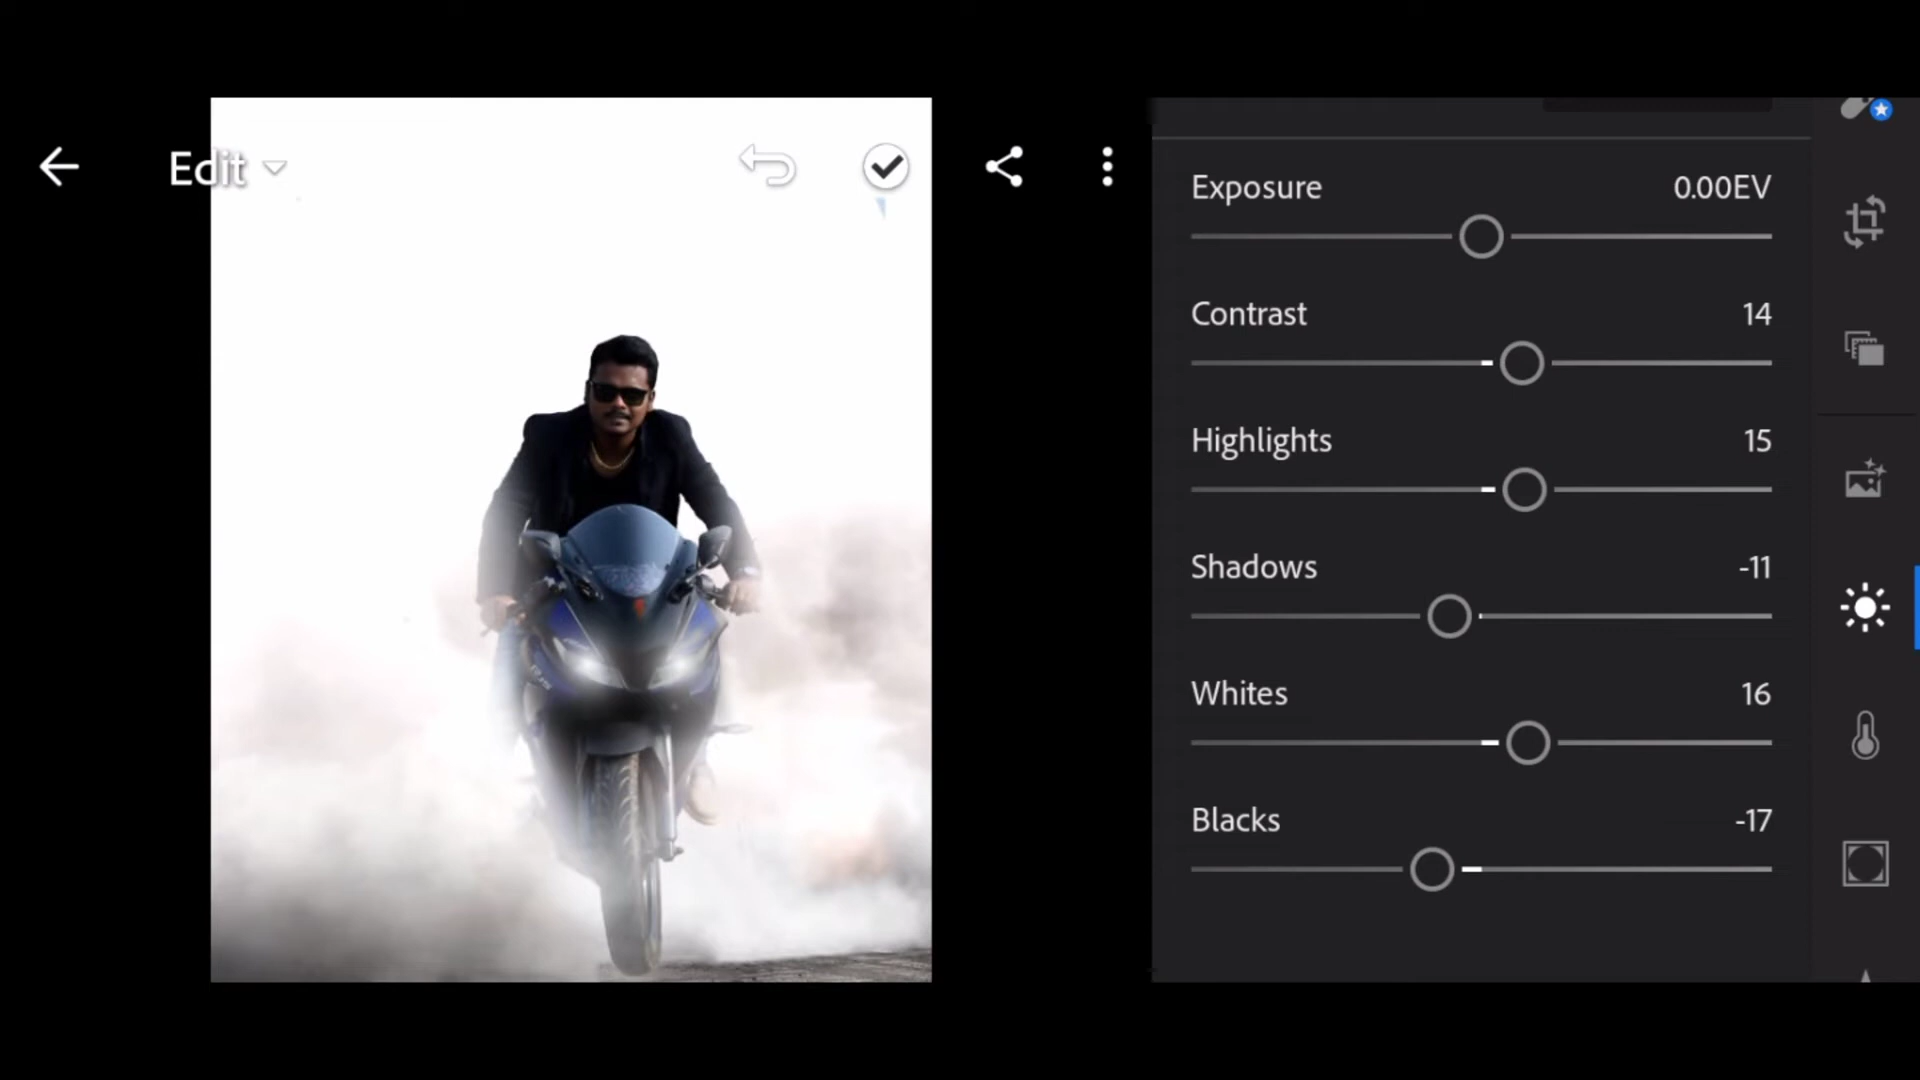 Edit
Exposure 0.00EV
Contrast 14
Highlights 15
Shadows -11
Whites 16
Blacks -17